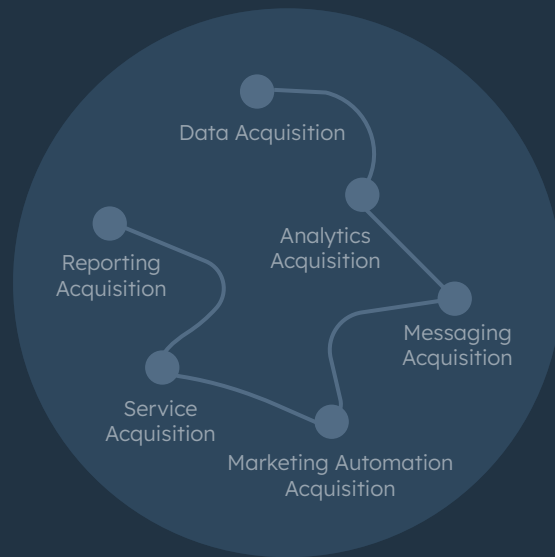 Data Acquisition
Analytics
Acquisition
Reporting
Acquisition
Messaging
Acquisition
Service
Acquisition
Marketing Automation
Acquisition